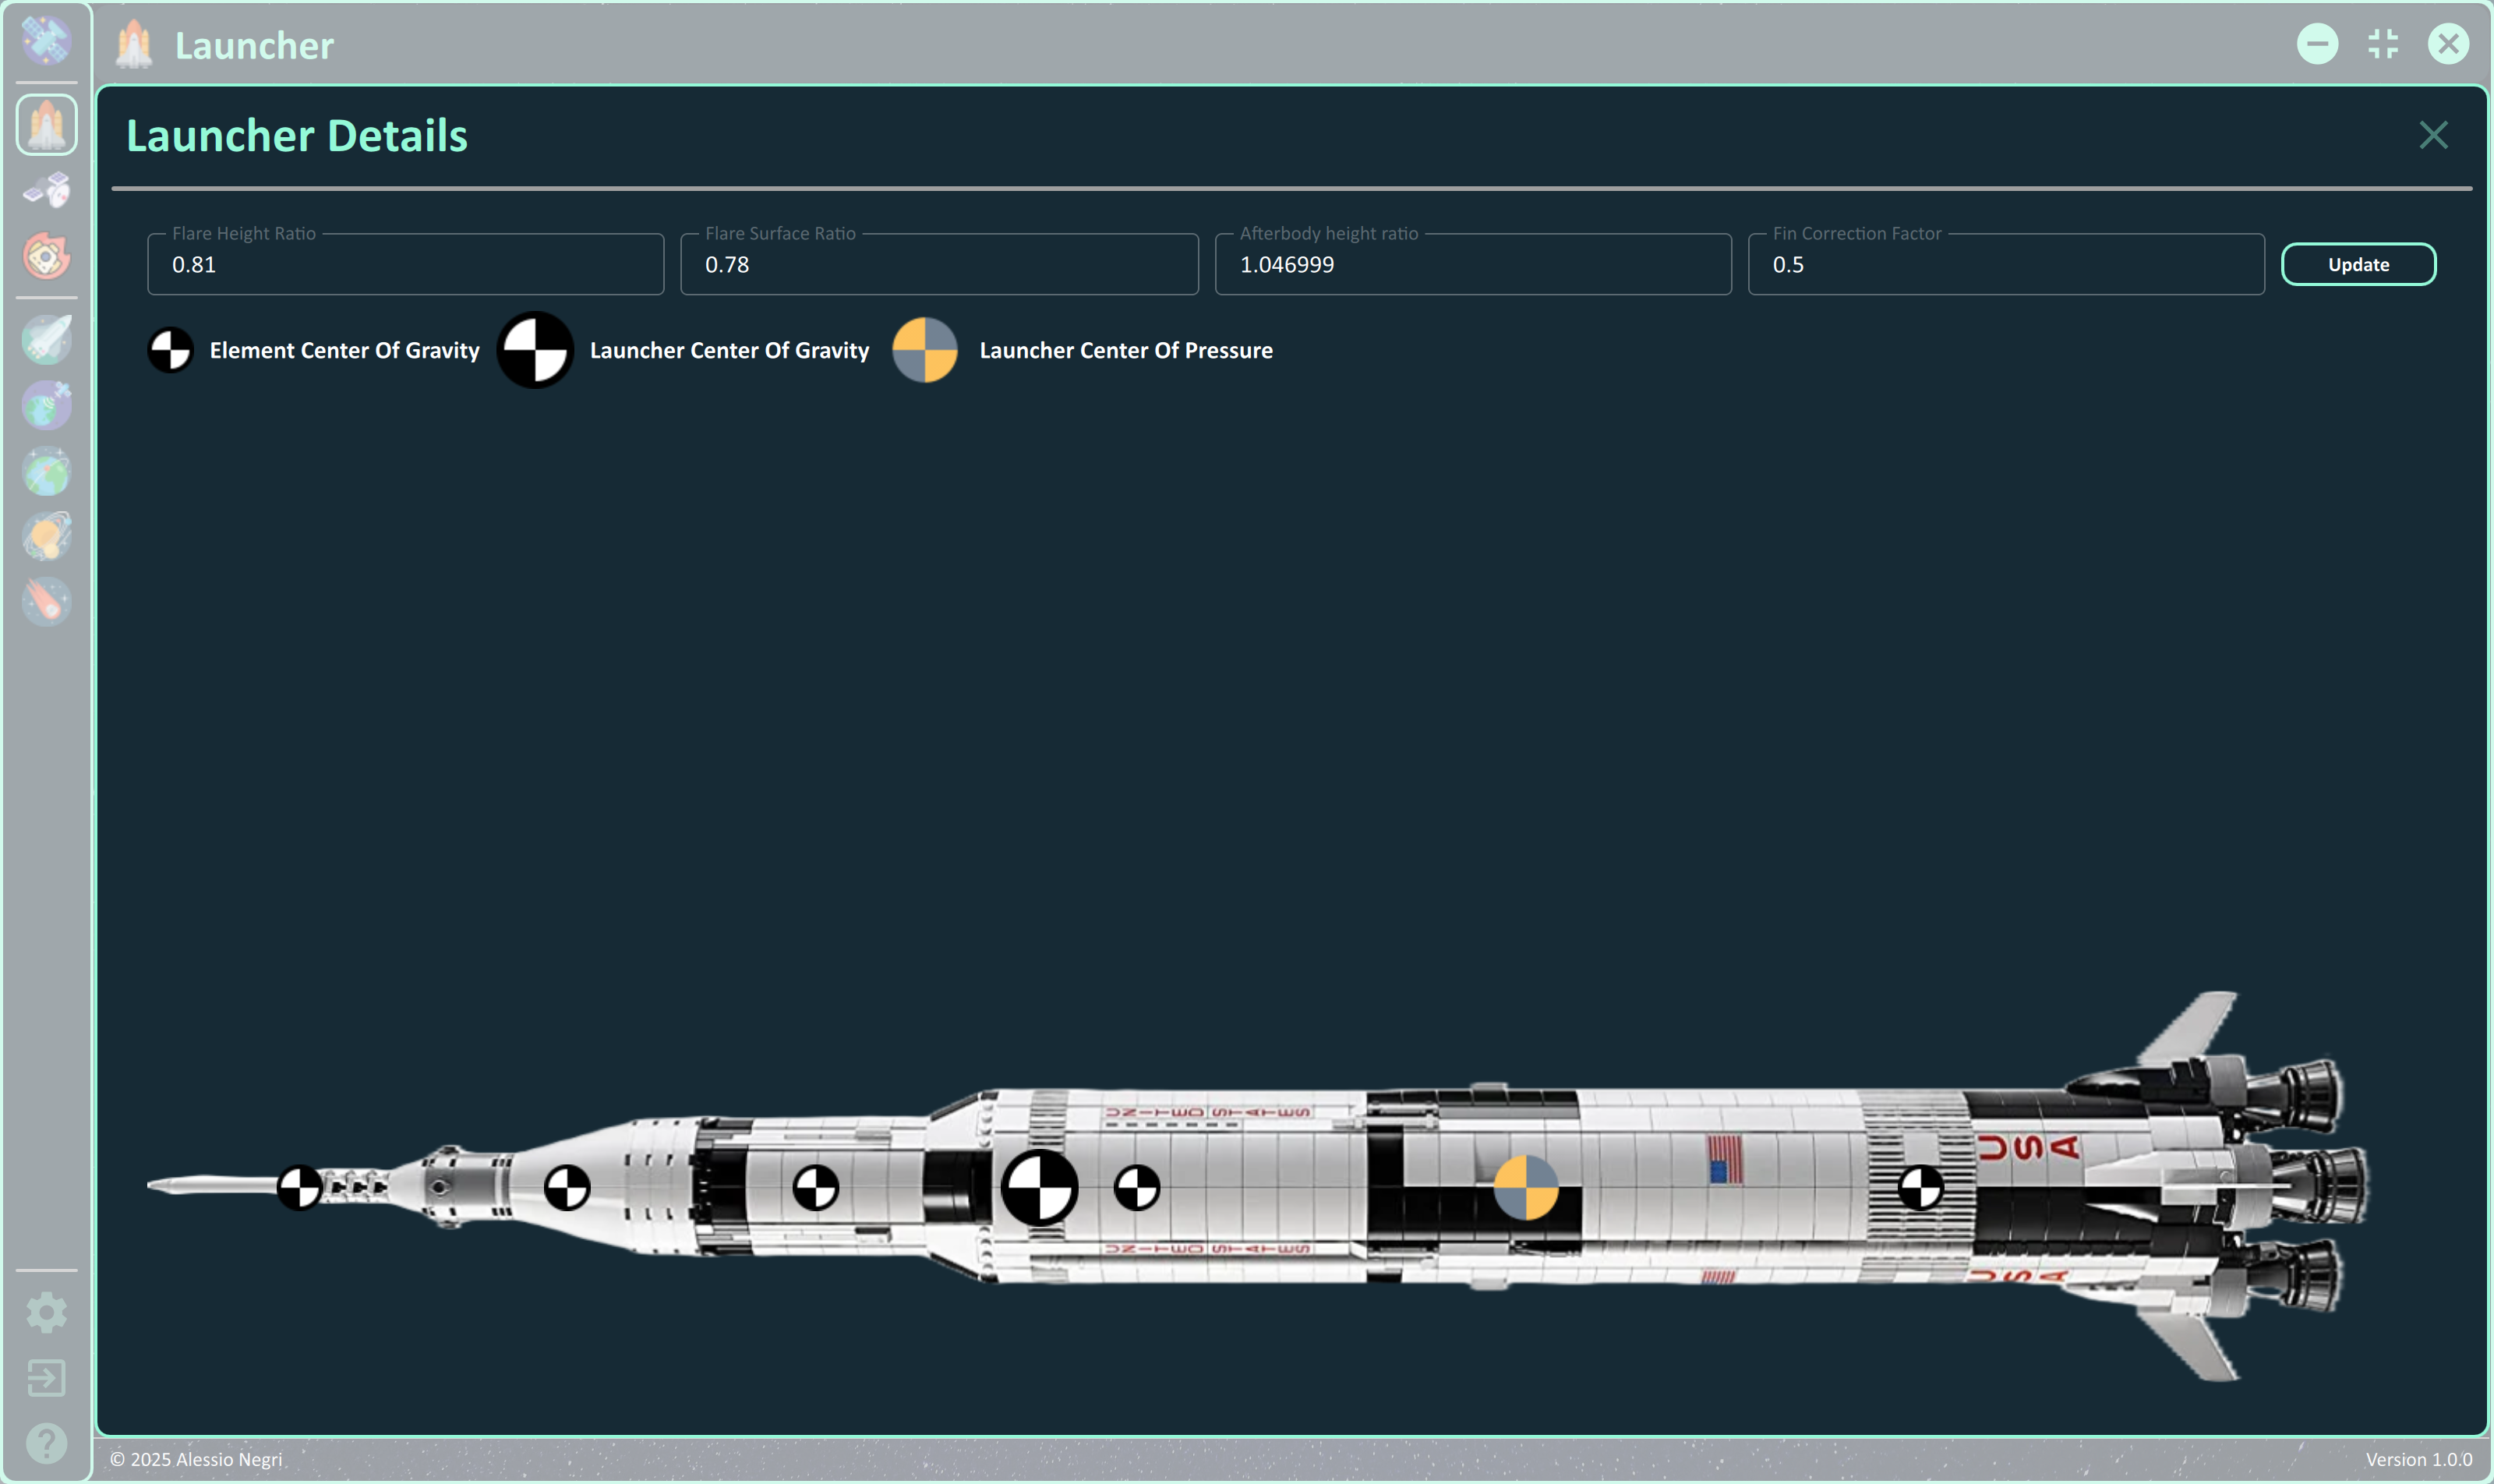 Launcher
Launcher Details
Flare Height Ratio
0.81
Flare Surface Ratio
0.78
Afterbody height ratio
1.046999
Fin Correction Factor
0.5
Update
Element Center Of Gravity
Launcher Center Of Gravity
Launcher Center Of Pressure
UNITED STATES
USA
UNITED STATES
USA
© 2025 Alessio Negri
Version 1.0.0